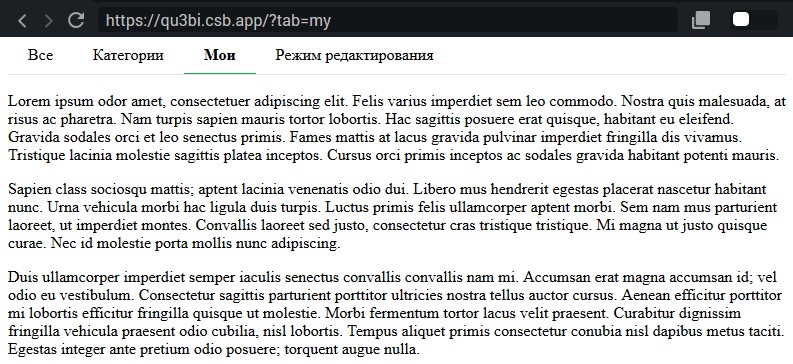 https://qu3bi.csb.app/?tab=my
Все Категории Мои Режим редактирования
Lorem ipsum odor amet, consectetuer adipiscing elit. Felis varius imperdiet sem leo commodo. Nostra quis malesuada, at
risus ac pharetra. Nam turpis sapien mauris tortor lobortis. Hac sagittis posuere erat quisque, habitant eu eleifend.
Gravida sodales orci et leo senectus primis. Fames mattis at lacus gravida pulvinar imperdiet fringilla dis vivamus.
Tristique lacinia molestie sagittis platea inceptos. Cursus orci primis inceptos ac sodales gravida habitant potenti mauris.
Sapien class sociosqu mattis; aptent lacinia venenatis odio dui. Libero mus hendrerit egestas placerat nascetur habitant
nunc. Urna vehicula morbi hac ligula duis turpis. Luctus primis felis ullamcorper aptent morbi. Sem nam mus parturient
laoreet, ut imperdiet montes. Convallis laoreet sed justo, consectetur cras tristique tristique. Mi magna ut justo quisque
curae. Nec id molestie porta mollis nunc adipiscing.
Duis ullamcorper imperdiet semper iaculis senectus convallis convallis nam mi. Accumsan erat magna accumsan id; vel
odio eu vestibulum. Consectetur sagittis parturient porttitor ultricies nostra tellus auctor cursus. Aenean efficitur porttitor
mi lobortis efficitur fringilla quisque ut molestie. Morbi fermentum tortor lacus velit praesent. Curabitur dignissim
fringilla vehicula praesent odio cubilia, nisl lobortis. Tempus aliquet primis consectetur conubia nisl dapibus metus taciti.
Egestas integer ante pretium odio posuere; torquent augue nulla.